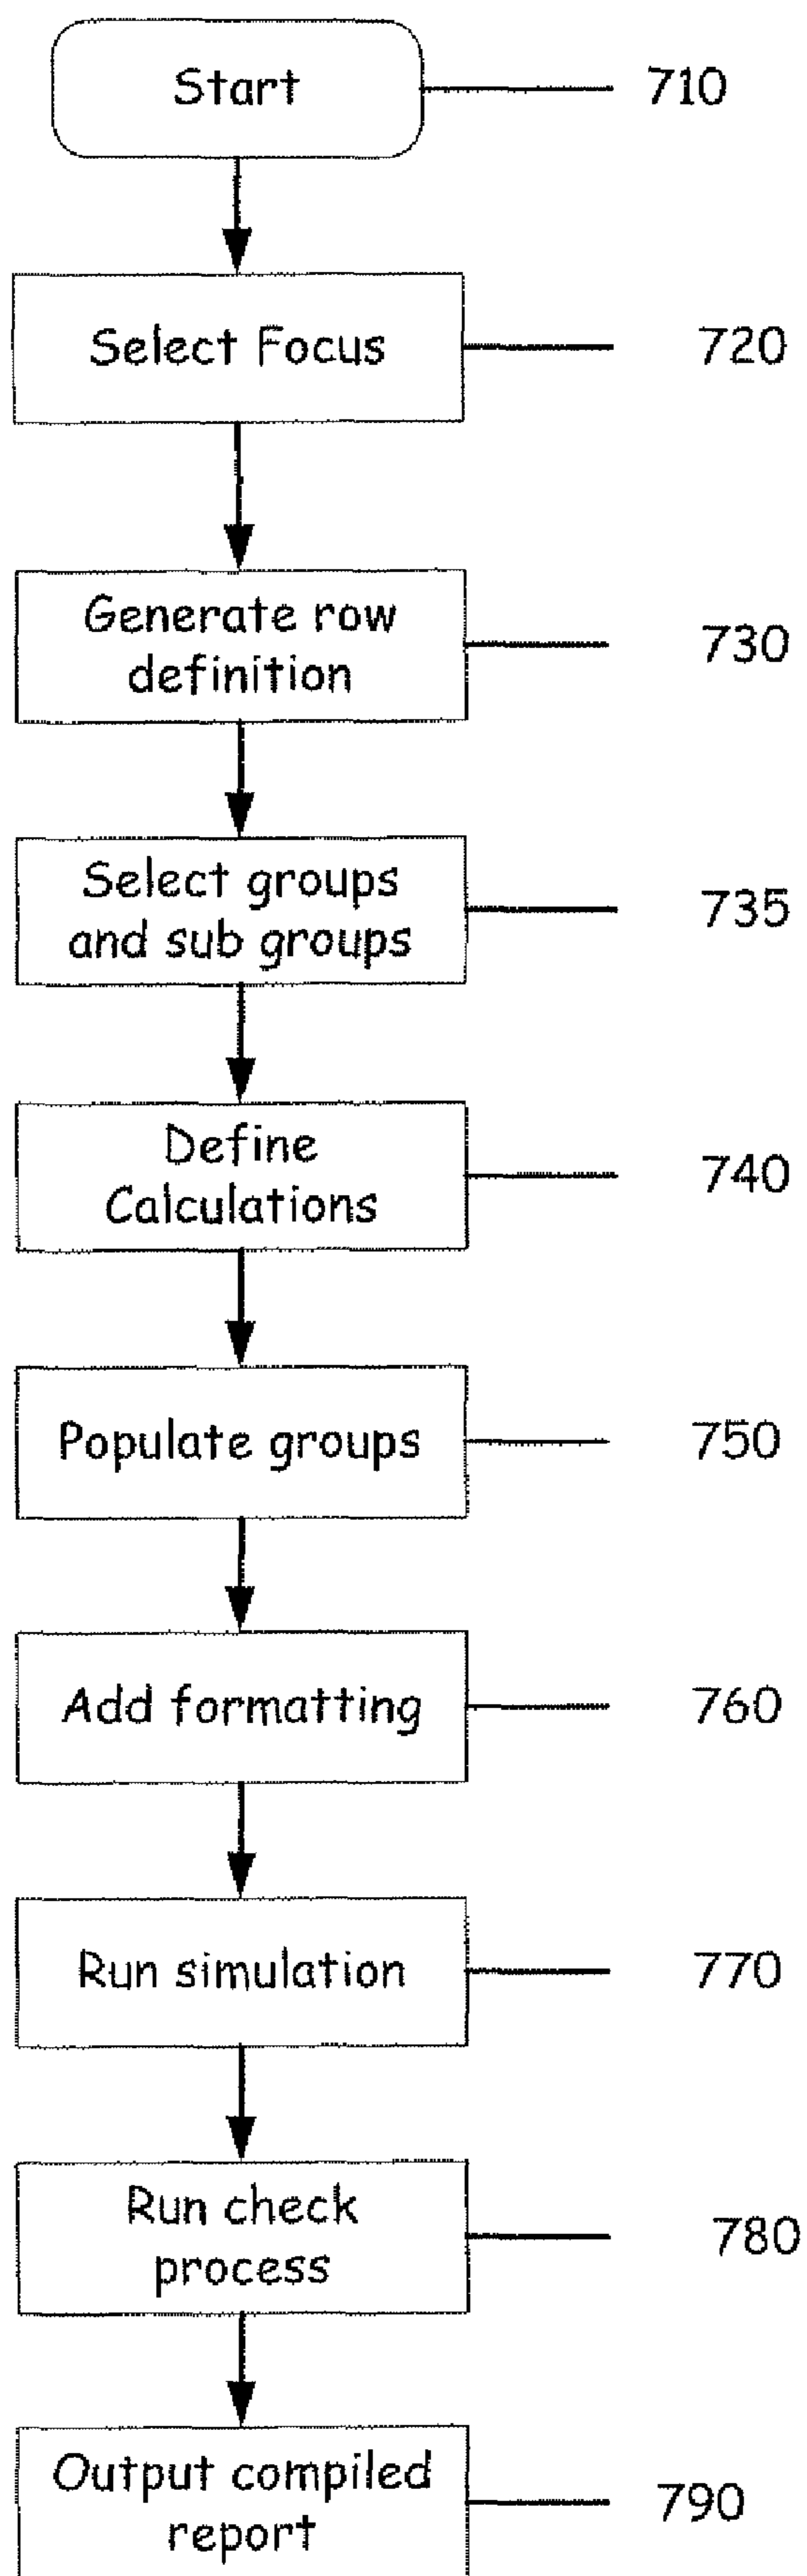 Start 710
Select Focus 720
Generate row
definition
730
Select groups
and sub groups
735
Define
Calculations
740
Populate groups 750
Add formatting 760
Run simulation 770
Run check
process
780
Output compiled
report
790